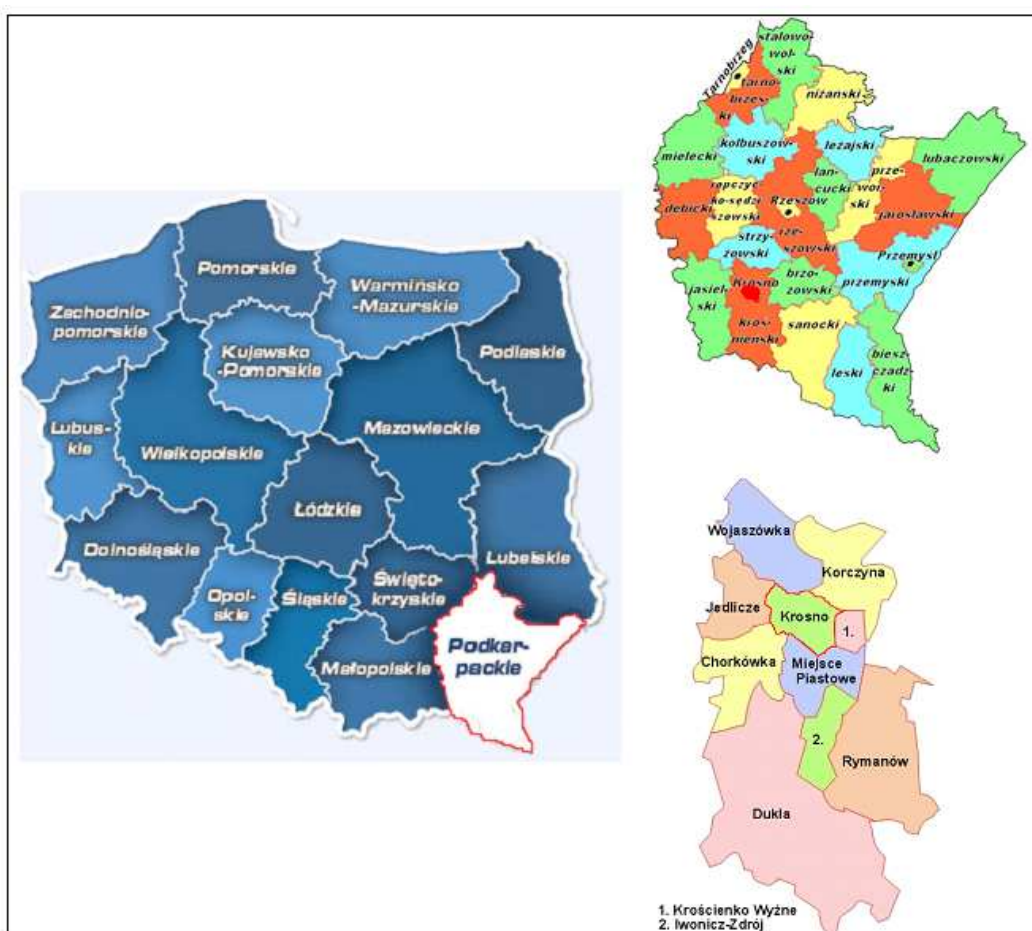 Zachodnio-
pomorskie
Pomorskie
Warmińsko
-Mazurskie
Podlaskie
Kujawsko
-Pomorskie
Lubus-
kie
Wielkopolskie
Mazowieckie
Łódzkie
Dolnośląskie
Opol-
skie
Śląskie
Święto-
krzyskie
Lubelskie
Małopolskie
Podkar-
packie
Tarnobrzeg
stalowo-
wol-
ski
tarno-
brzes-
ki
niżanski
mielecki
kolbuszow-
ski
leżajski
lubaczowski
prze-
wor-
ski
łan-
cucki
ropczyc-
ko-sędzi
szowski
Rzeszów
dębicki
jarosławski
rze-
szowski
strzy-
żowski
Przemyśl
przemyski
jasiel-
ski
Krosno
brzo-
zowski
kros-
nieński
sanocki
leski
biesz-
czadz-
ki
Wojaszówka
Korczyna
Jedlicze
Krosno
1.
Chorkówka
Miejsce
Piastowe
2.
Rymanów
Dukla
1. Krościenko Wyżne
2. Iwonicz-Zdrój